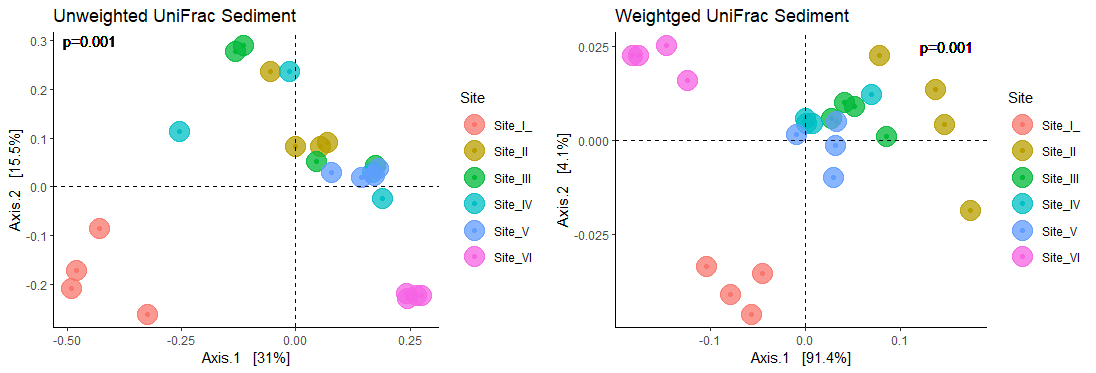 Unweighted UniFrac Sediment
p=0.001
0.3
0.2
0.1
0.0
-0.1
-0.2
Axis.2 [15.5%]
-0.50
-0.25
0.00
0.25
Axis.1 [31%]
Site
Site_I_
Site_II
Site_III
Site_IV
Site_V
Site_VI
Weightged UniFrac Sediment
p=0.001
0.025
0.000
-0.025
Axis.2 [4.1%]
-0.1
0.0
0.1
Axis.1 [91.4%]
Site
Site_I_
Site_II
Site_III
Site_IV
Site_V
Site_VI